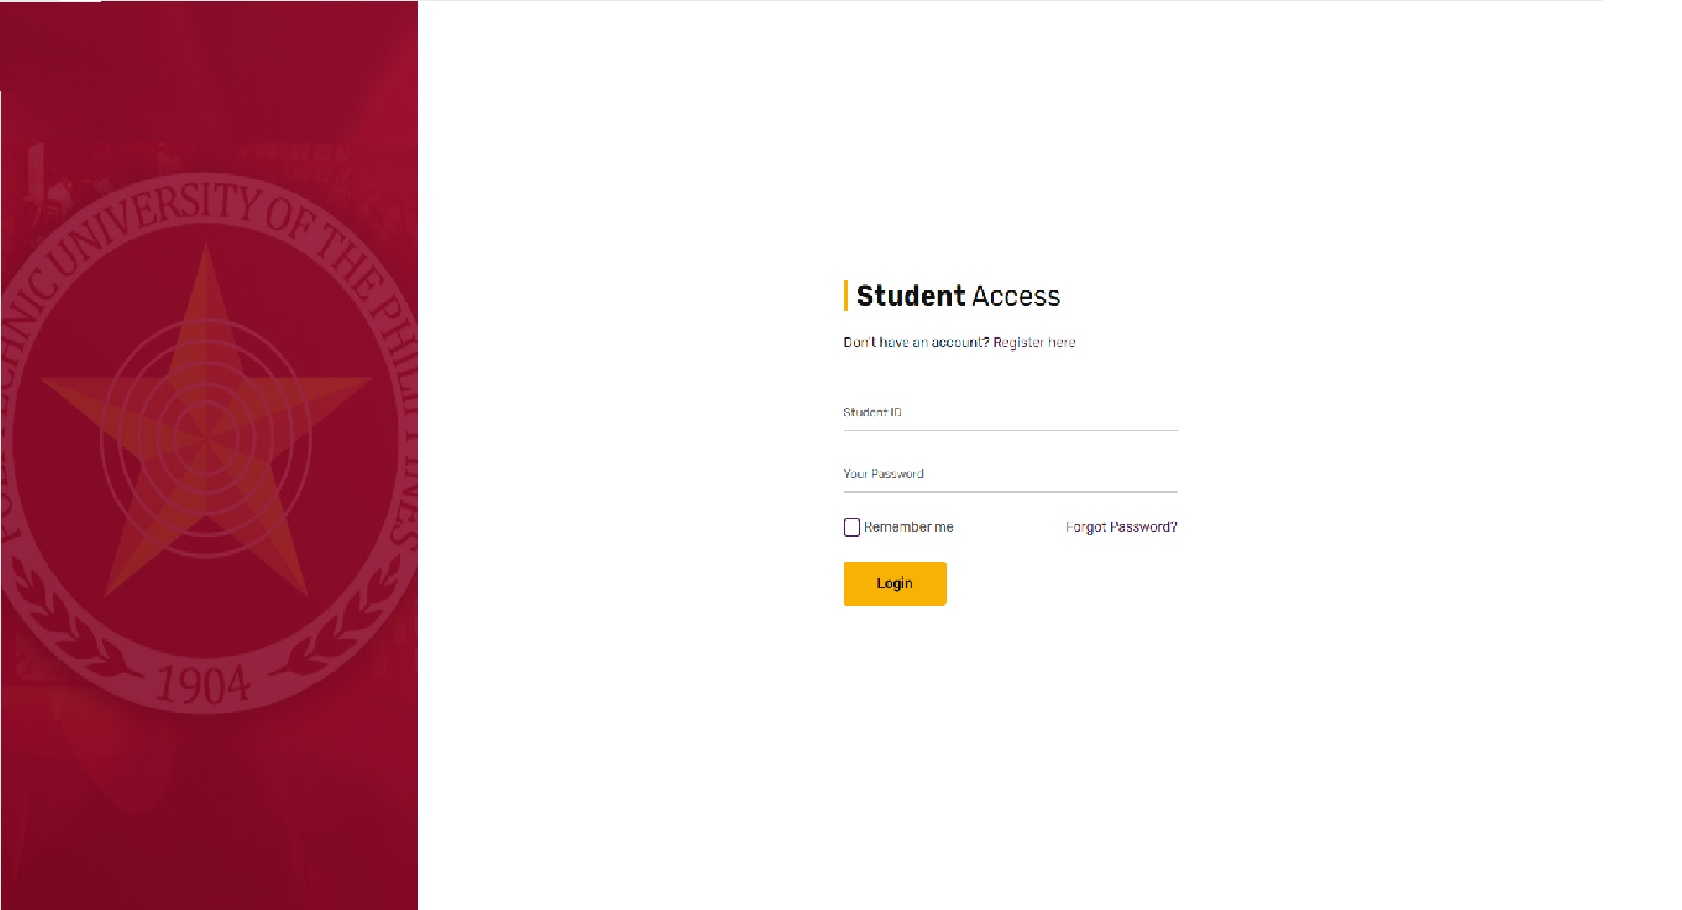 POLYTECHNIC UNIVERSITY OF THE PHILIPPINES
1904
Student Access
Don't have an account? Register here
Student ID
Your Password
Remember me
Forgot Password?
Login